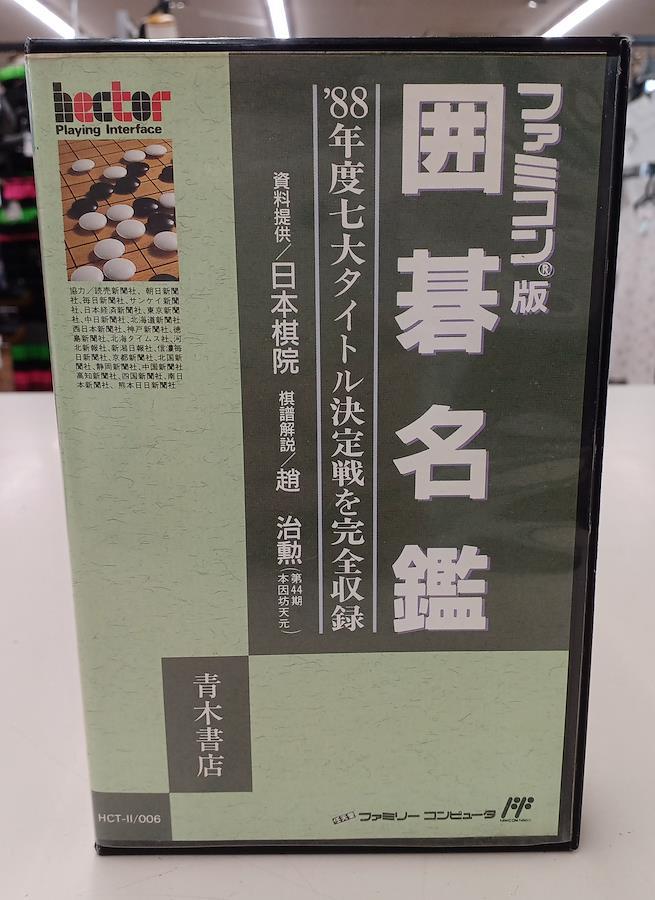 ファミコン®版
囲碁名鑑
'88年度七大タイトル決定戦を完全収録
資料提供/日本棋院 棋譜解説/趙 治勲(第44期本因坊天元)
hector
Playing Interface
協力/読売新聞社、朝日新聞
社、毎日新聞社、サンケイ新聞
社、日本経済新聞社、東京新聞
社、中日新聞社、北海道新聞社
西日本新聞社、神戸新聞社、徳
島新聞社、北海タイムス社、河
北新報社、新潟日報社、信濃毎
日新聞社、京都新聞社、北国新
聞社、静岡新聞社、中国新聞社
高知新聞社、四国新聞社、南日
本新聞社、熊本日日新聞社
青木書店
HCT-II/006
任天堂 ファミリーコンピュータ